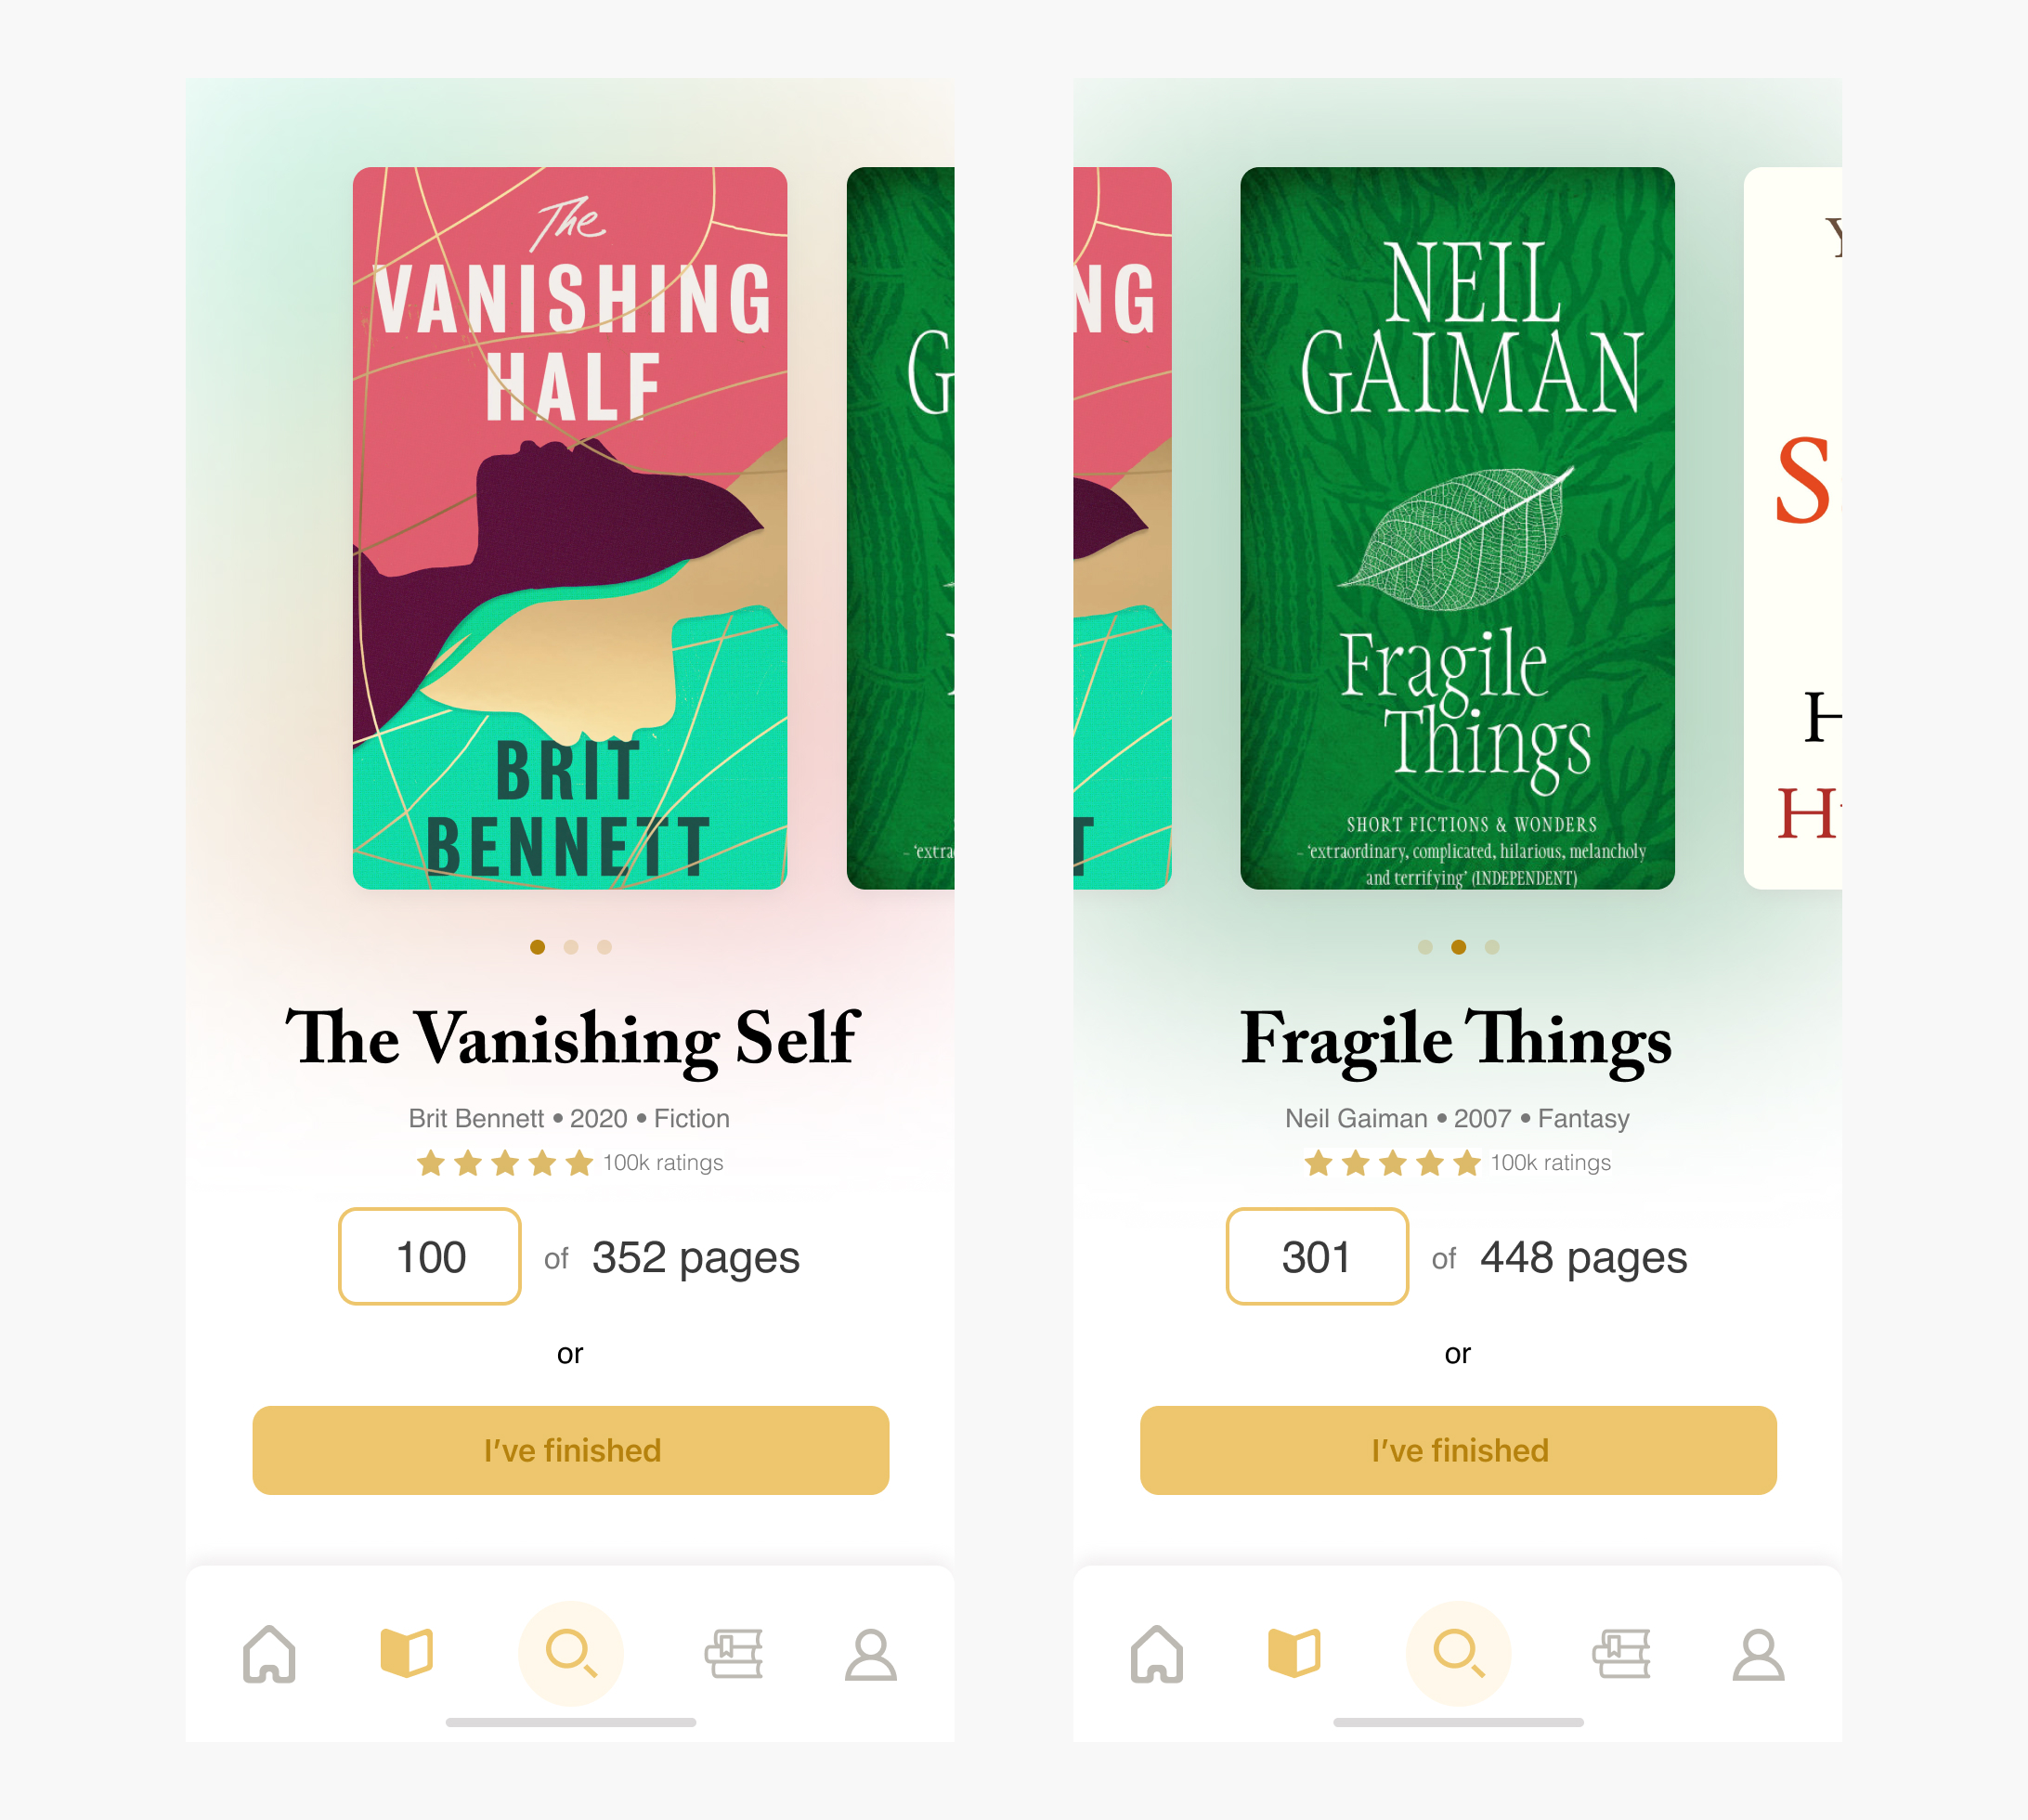 The
VANISHING
HALF
BRIT
BENNETT
G
– ‘extra
The Vanishing Self
Brit Bennett • 2020 • Fiction
100k ratings
100 of 352 pages
or
I’ve finished
NG
T
NEIL
GAIMAN
Fragile
Things
SHORT FICTIONS & WONDERS
– ‘extraordinary, complicated, hilarious, melancholy
and terrifying’ (INDEPENDENT)
Y
S
H
H
Fragile Things
Neil Gaiman • 2007 • Fantasy
100k ratings
301 of 448 pages
or
I’ve finished